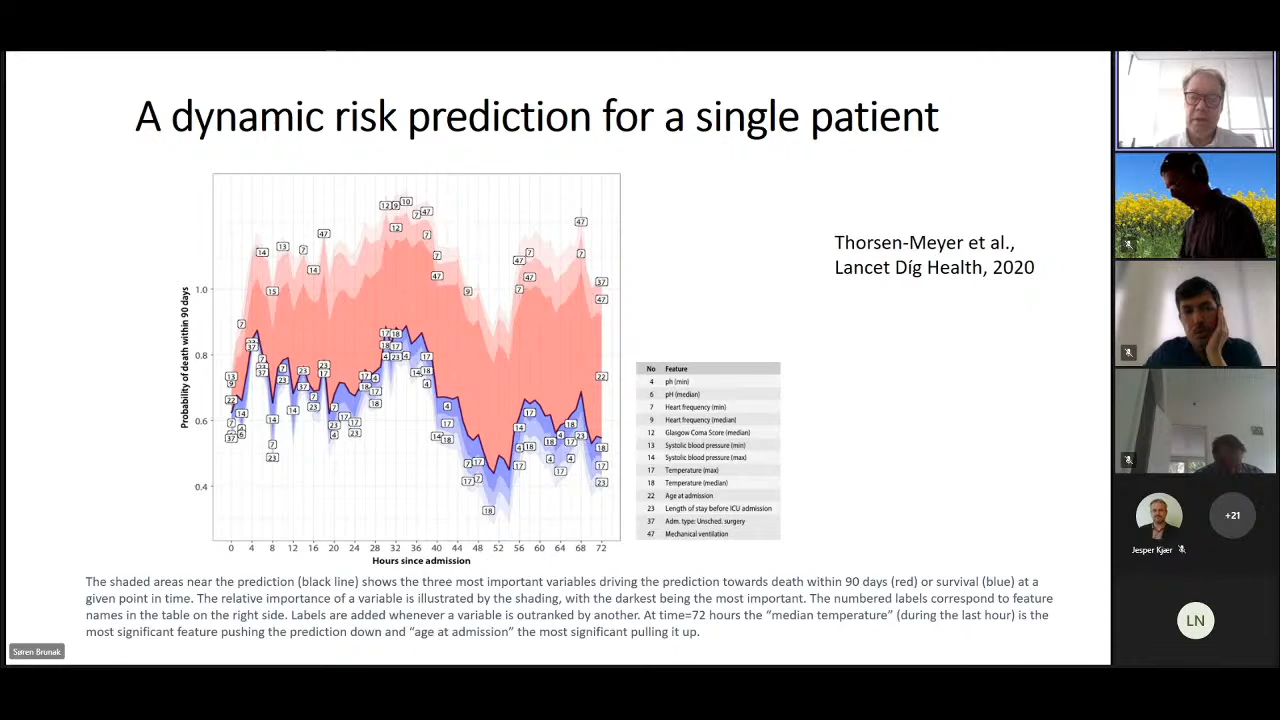 A dynamic risk prediction for a single patient
Thorsen-Meyer et al.,
Lancet Díg Health, 2020
Probability of death within 90 days
1.0
0.8
0.6
0.4
0 4 8 12 16 20 24 28 32 36 40 44 48 52 56 60 64 68 72
Hours since admission
No Feature
4 ph (min)
6 pH (median)
7 Heart frequency (min)
9 Heart frequency (median)
12 Glasgow Coma Score (median)
13 Systolic blood pressure (min)
14 Systolic blood pressure (max)
17 Temperature (max)
18 Temperature (median)
22 Age at admission
23 Length of stay before ICU admission
37 Adm. type: Unsched. surgery
47 Mechanical ventilation
The shaded areas near the prediction (black line) shows the three most important variables driving the prediction towards death within 90 days (red) or survival (blue) at a
given point in time. The relative importance of a variable is illustrated by the shading, with the darkest being the most important. The numbered labels correspond to feature
names in the table on the right side. Labels are added whenever a variable is outranked by another. At time=72 hours the “median temperature” (during the last hour) is the
most significant feature pushing the prediction down and “age at admission” the most significant pulling it up.
Søren Brunak
+21
Jesper Kjær
LN